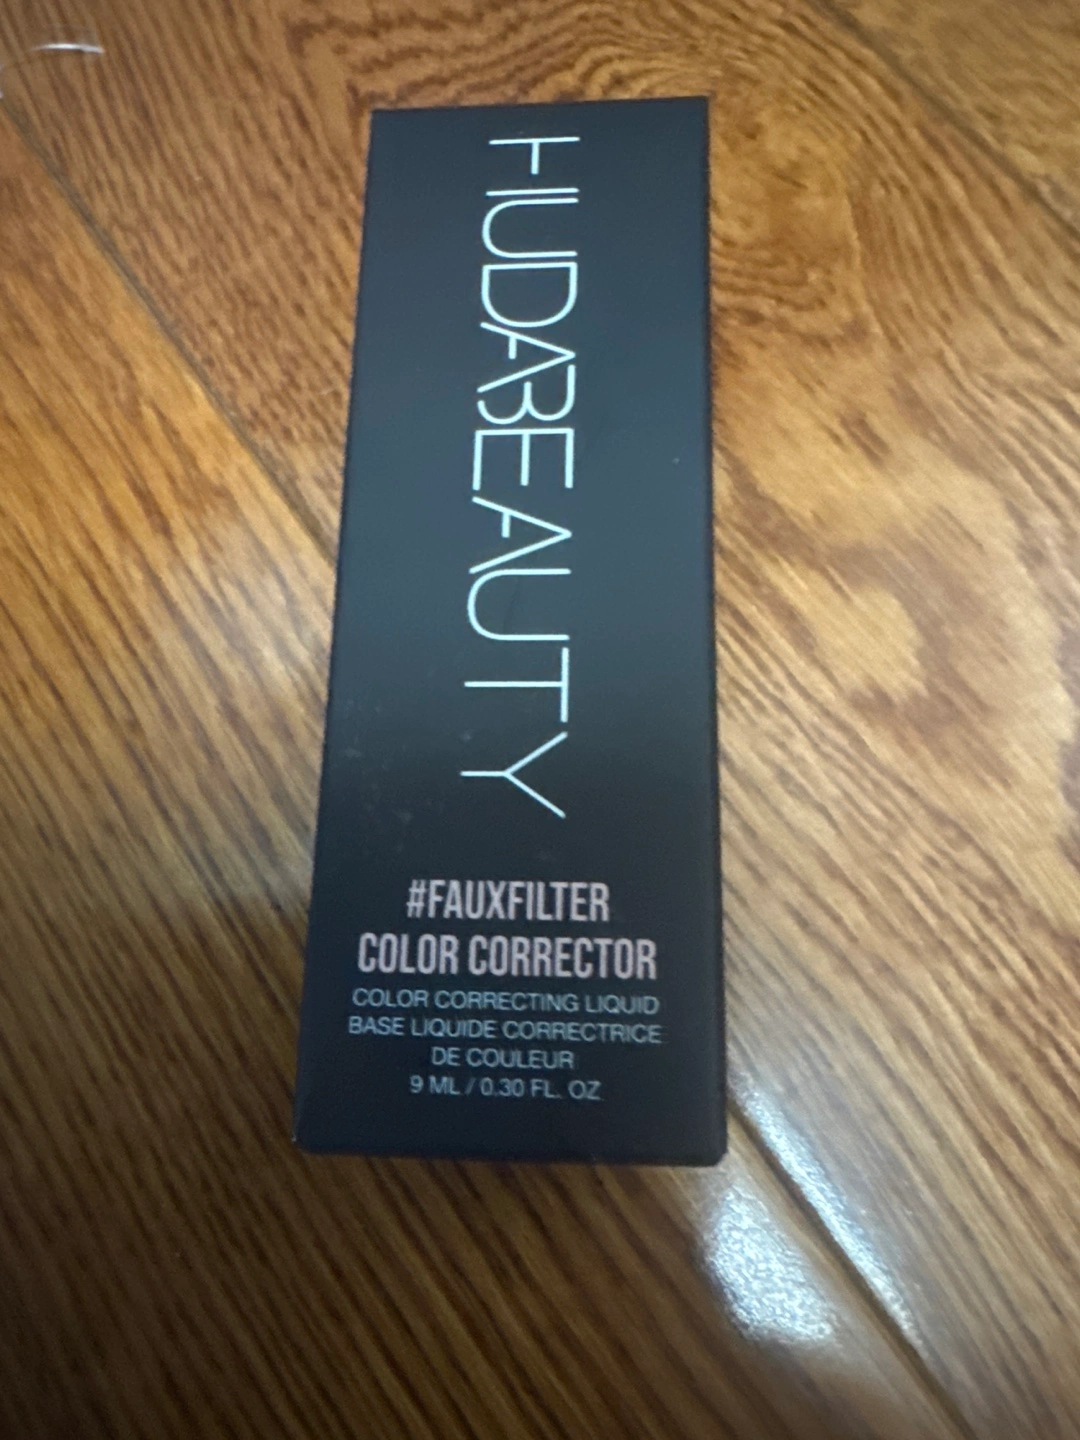 HUDABEAUTY
#FAUXFILTER
COLOR CORRECTOR
COLOR CORRECTING LIQUID
BASE LIQUIDE CORRECTRICE
DE COULEUR
9 ML / 0.30 FL. OZ